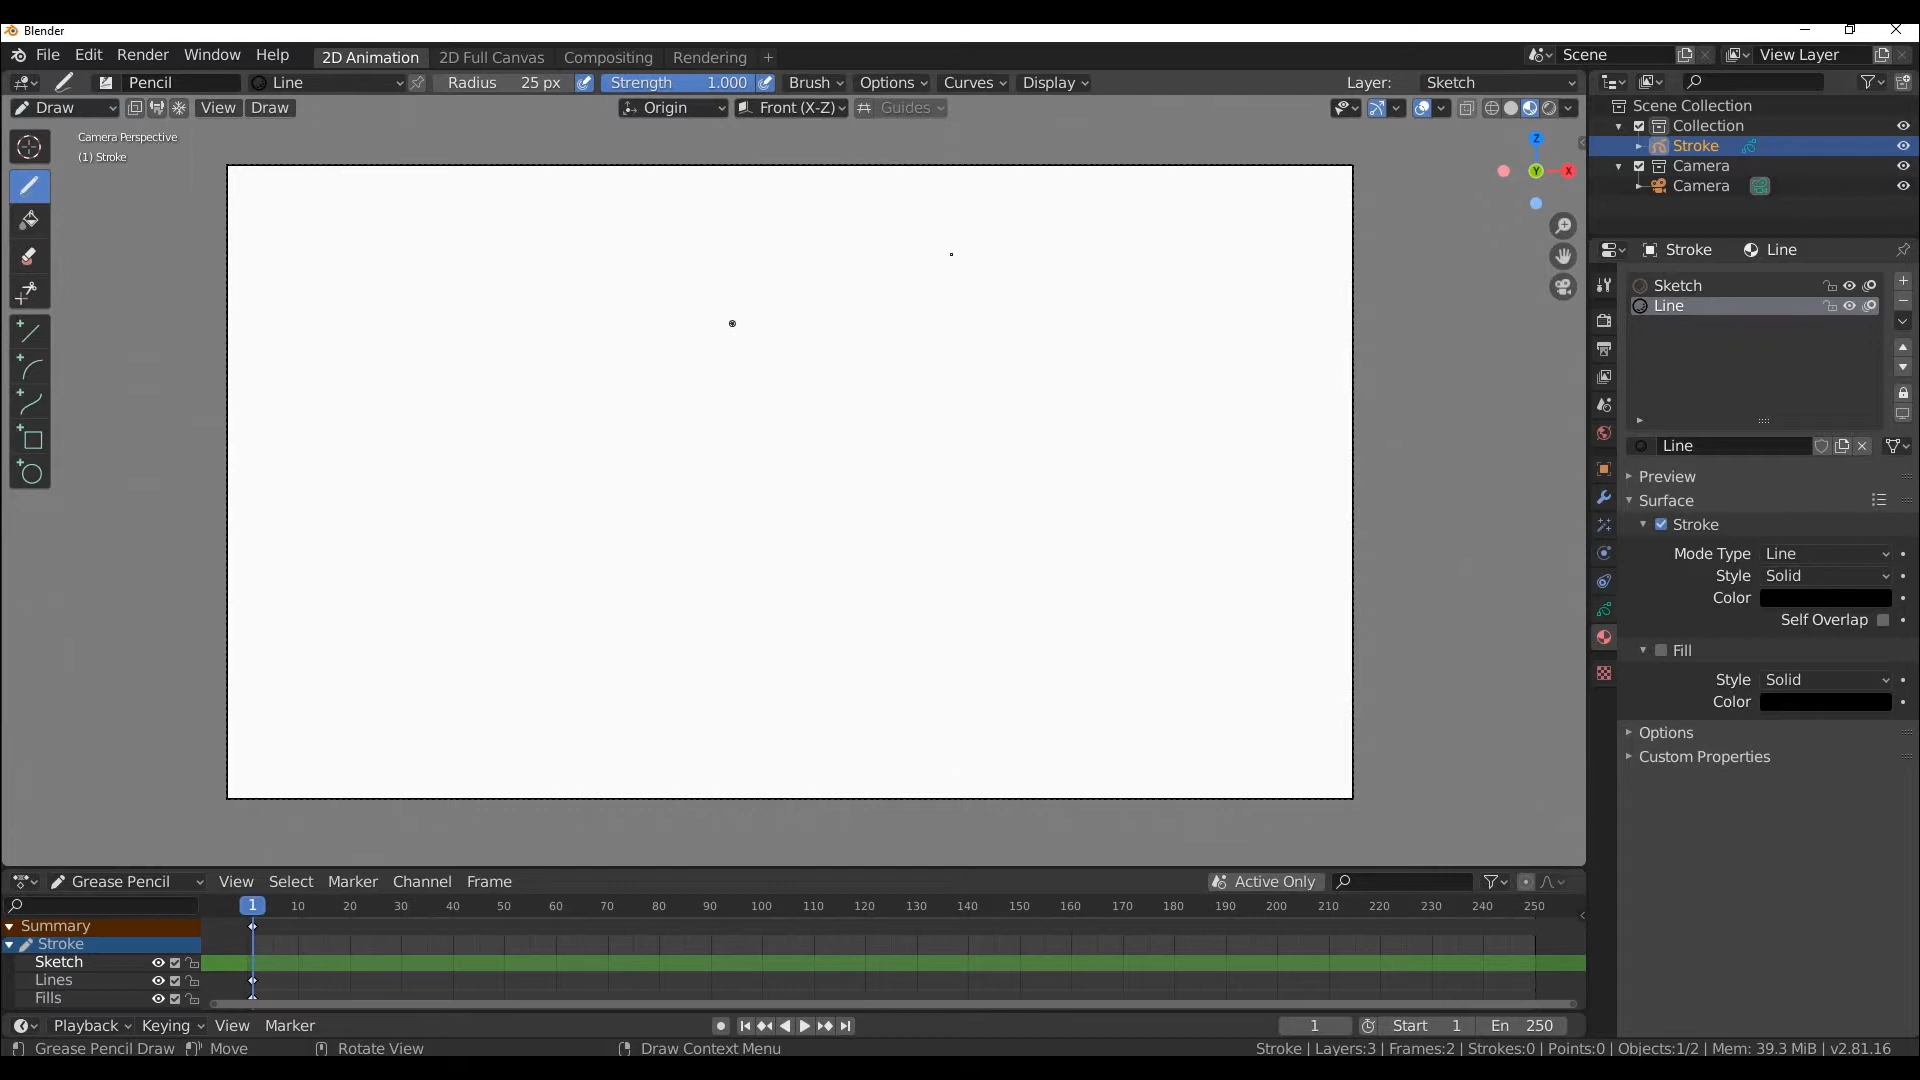 Blender
File Edit Render Window Help 2D Animation 2D Full Canvas Compositing Rendering + Scene View Layer
Pencil Line Radius 25 px Strength 1.000 Brush Options Curves Display Layer: Sketch
Draw View Draw Origin Front (X-Z) Guides
Camera Perspective
(1) Stroke
Z
Y
X
Scene Collection
Collection
Stroke
Camera
Camera
Stroke Line
Sketch
Line
Line
Preview
Surface
Stroke
Mode Type Line
Style Solid
Color
Self Overlap
Fill
Style Solid
Color
Options
Custom Properties
Grease Pencil View Select Marker Channel Frame Active Only
1 10 20 30 40 50 60 70 80 90 100 110 120 130 140 150 160 170 180 190 200 210 220 230 240 250
Summary
Stroke
Sketch
Lines
Fills
Playback Keying View Marker 1 Start 1 En 250
Grease Pencil Draw Move Rotate View Draw Context Menu Stroke | Layers:3 | Frames:2 | Strokes:0 | Points:0 | Objects:1/2 | Mem: 39.3 MiB | v2.81.16